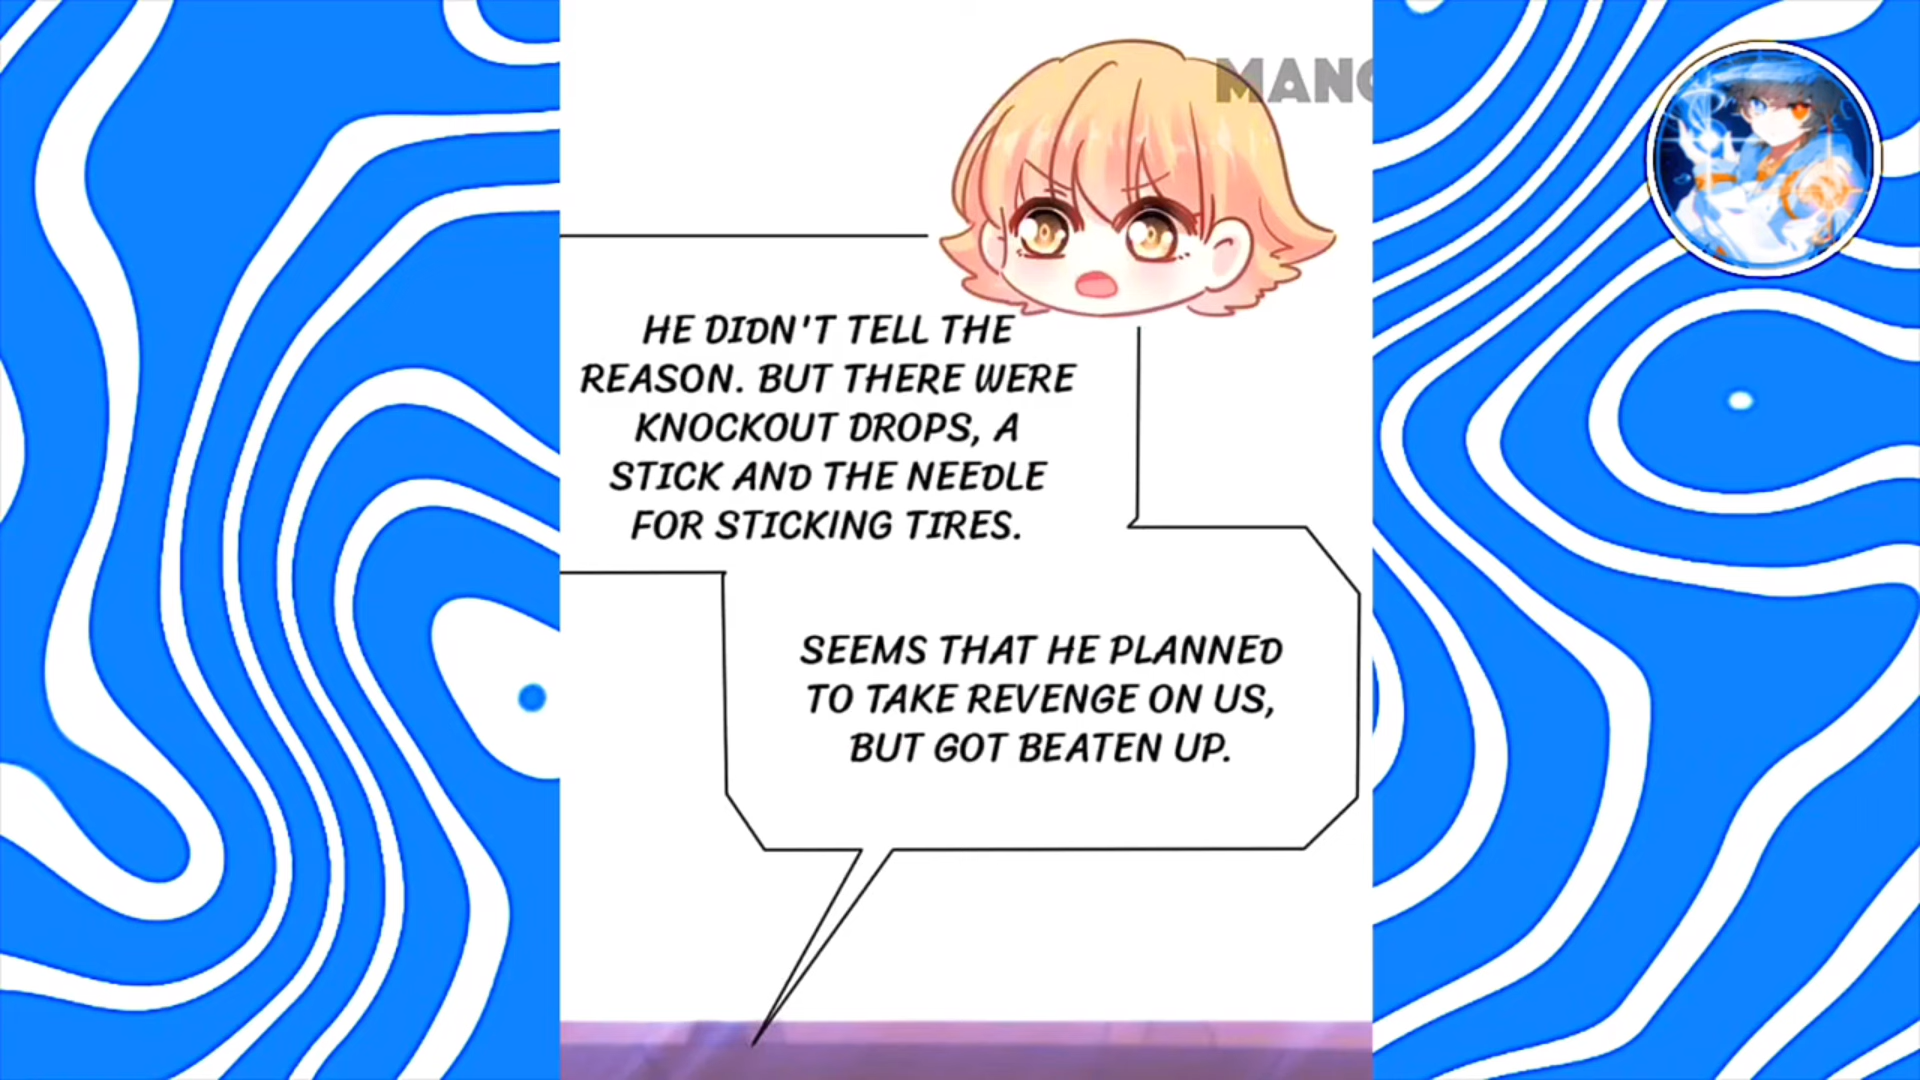 MANG
HE DIDN'T TELL THE
REASON. BUT THERE WERE
KNOCKOUT DROPS, A
STICK AND THE NEEDLE
FOR STICKING TIRES.
SEEMS THAT HE PLANNED
TO TAKE REVENGE ON US,
BUT GOT BEATEN UP.